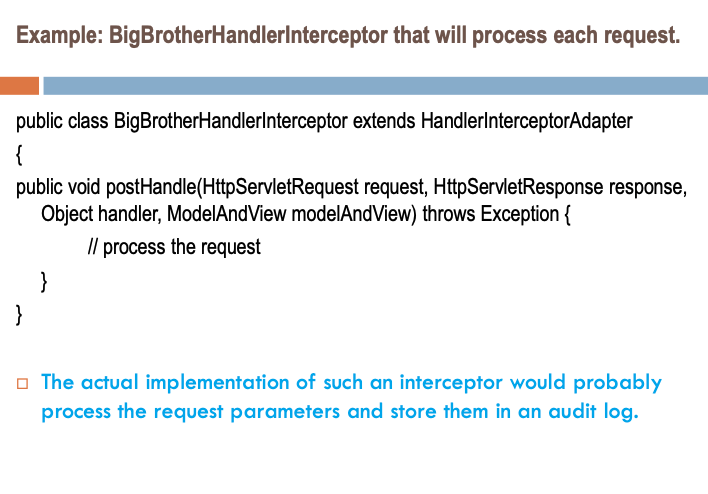 Example: BigBrotherHandlerInterceptor that will process each request.
public class BigBrotherHandlerInterceptor extends HandlerInterceptorAdapter
{
public void postHandle(HttpServletRequest request, HttpServletResponse response,
Object handler, ModelAndView modelAndView) throws Exception {
// process the request
}
}
The actual implementation of such an interceptor would probably
process the request parameters and store them in an audit log.